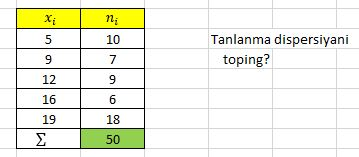 xᵢ nᵢ
5 10
9 7
12 9
16 6
19 18
Σ 50
Tanlanma dispersiyani
toping?